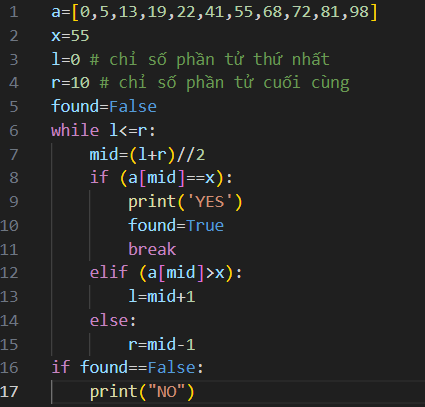 1 a=[0,5,13,19,22,41,55,68,72,81,98]
2 x=55
3 l=0 # chỉ số phần tử thứ nhất
4 r=10 # chỉ số phần tử cuối cùng
5 found=False
6 while l<=r:
7     mid=(l+r)//2
8     if (a[mid]==x):
9         print('YES')
10         found=True
11         break
12     elif (a[mid]>x):
13         l=mid+1
14     else:
15         r=mid-1
16 if found==False:
17     print("NO")